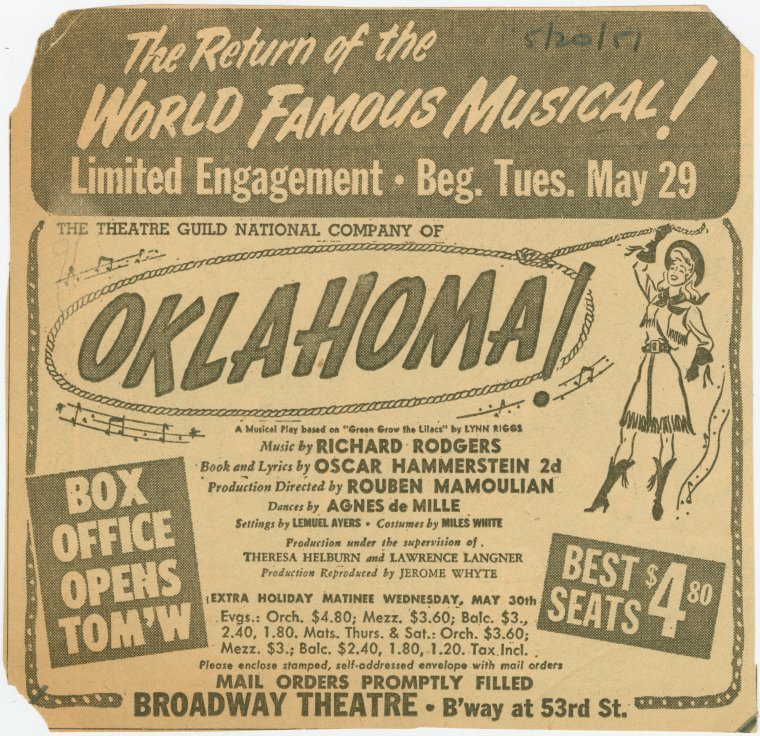 5/20/51
The Return of the
WORLD FAMOUS MUSICAL!
Limited Engagement • Beg. Tues. May 29
THE THEATRE GUILD NATIONAL COMPANY OF
OKLAHOMA!
A Musical Play based on "Green Grow the Lilacs" by LYNN RIGGS
Music by RICHARD RODGERS
Book and Lyrics by OSCAR HAMMERSTEIN 2d
Production Directed by ROUBEN MAMOULIAN
Dances by AGNES de MILLE
Settings by LEMUEL AYERS • Costumes by MILES WHITE
Production under the supervision of
THERESA HELBURN and LAWRENCE LANGNER
Production Reproduced by JEROME WHYTE
BOX
OFFICE
OPENS
TOM'W
BEST
SEATS
$4.80
EXTRA HOLIDAY MATINEE WEDNESDAY, MAY 30th
Evgs.: Orch. $4.80; Mezz. $3.60; Balc. $3.,
2.40, 1.80. Mats. Thurs. & Sat.: Orch. $3.60;
Mezz. $3.; Balc. $2.40, 1.80, 1.20. Tax Incl.
Please enclose stamped, self-addressed envelope with mail orders
MAIL ORDERS PROMPTLY FILLED
BROADWAY THEATRE • B'way at 53rd St.